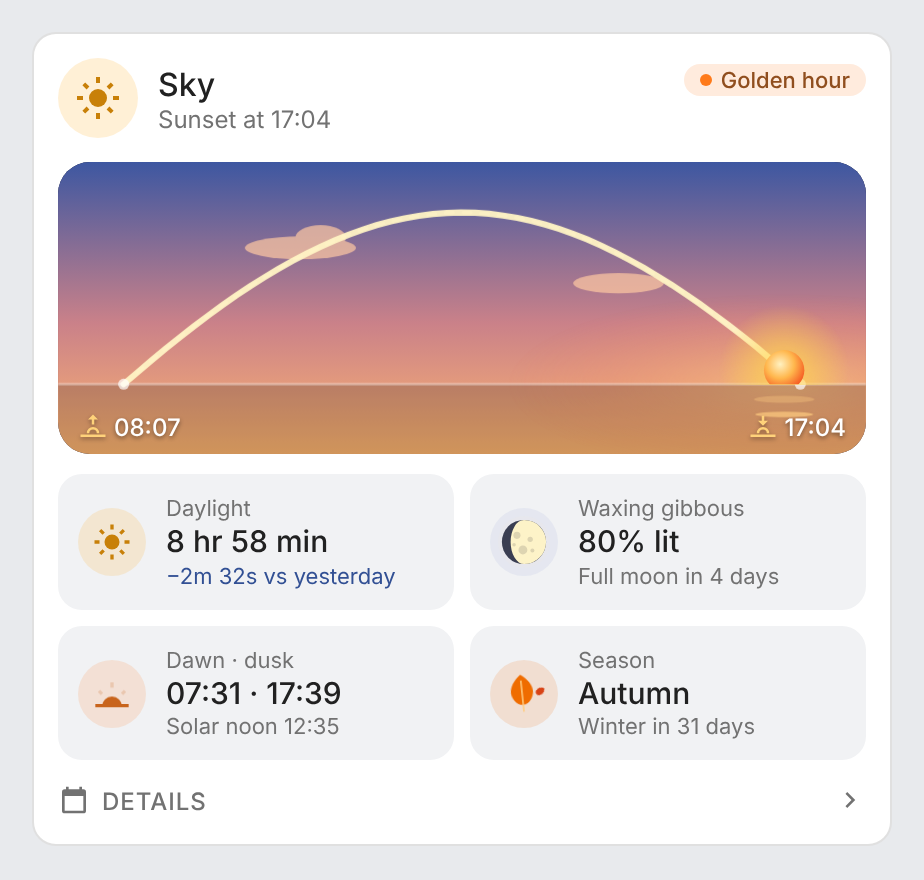 Sky
Golden hour
Sunset at 17:04
08:07
17:04
Daylight
8 hr 58 min
−2m 32s vs yesterday
Waxing gibbous
80% lit
Full moon in 4 days
Dawn · dusk
07:31 · 17:39
Solar noon 12:35
Season
Autumn
Winter in 31 days
DETAILS